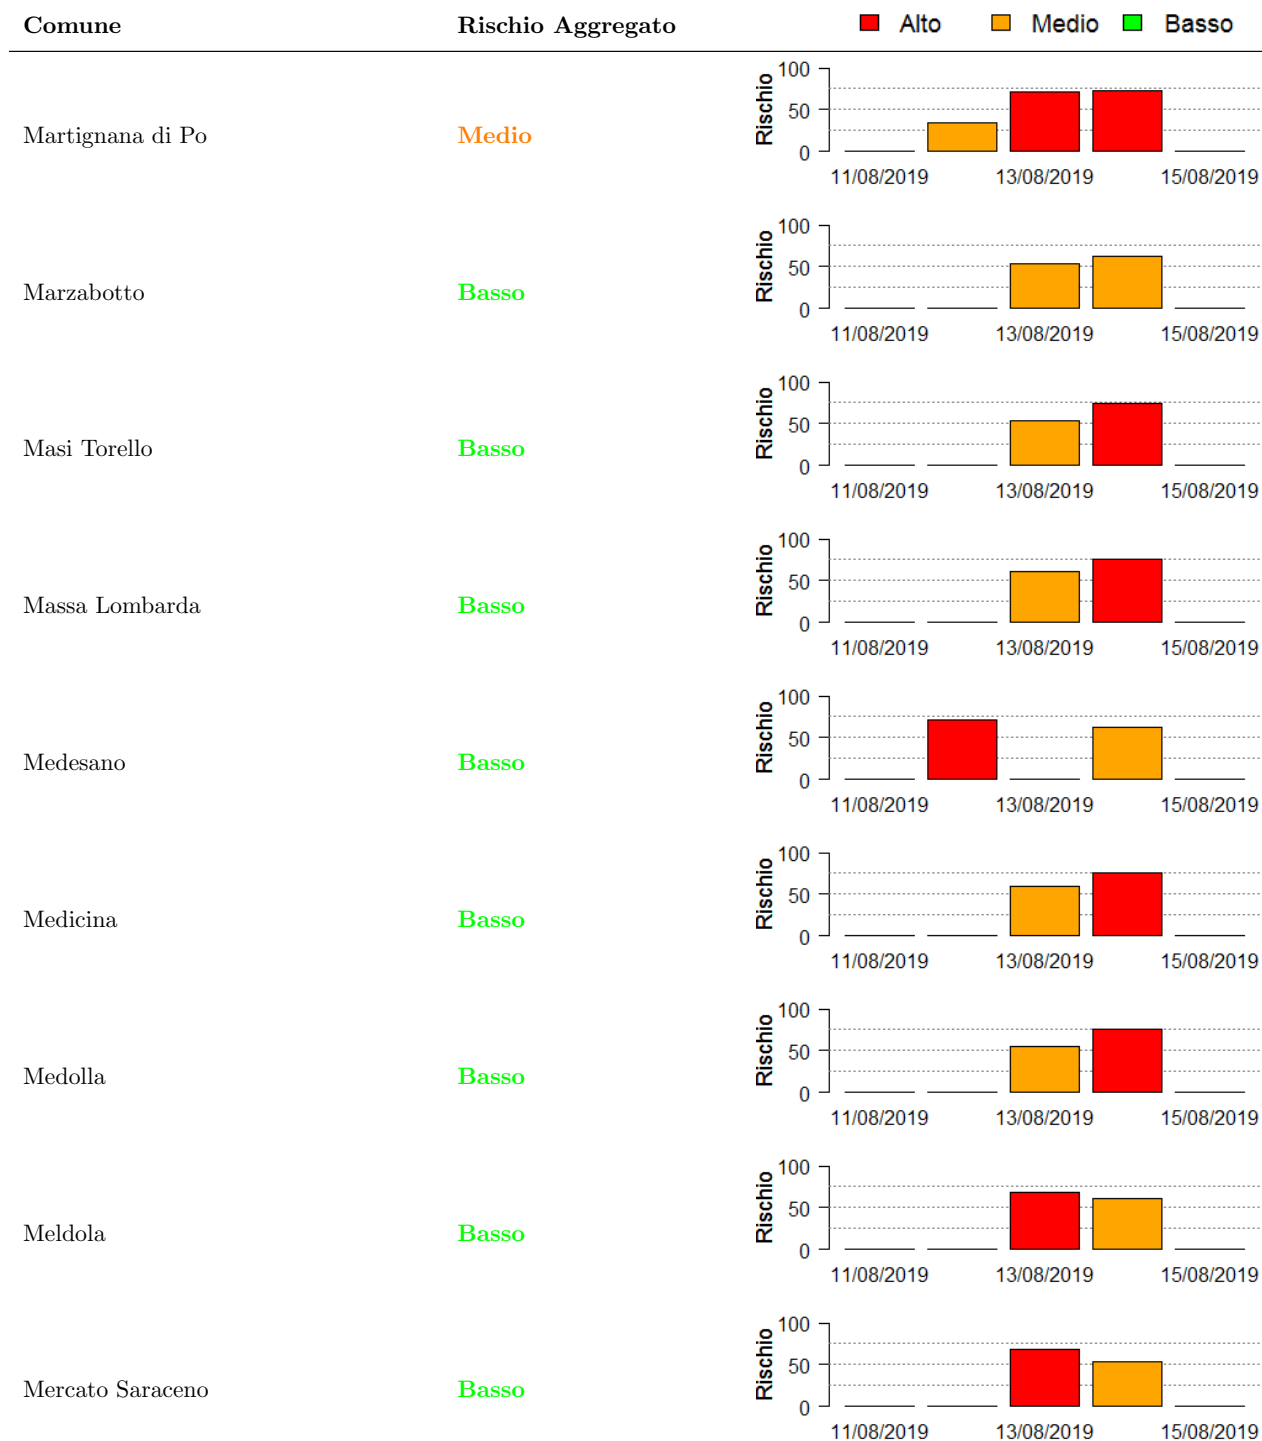 Comune Rischio Aggregato Alto Medio Basso
Martignana di Po Medio
Rischio
100
50
0
11/08/2019 13/08/2019 15/08/2019
Marzabotto Basso
Rischio
100
50
0
11/08/2019 13/08/2019 15/08/2019
Masi Torello Basso
Rischio
100
50
0
11/08/2019 13/08/2019 15/08/2019
Massa Lombarda Basso
Rischio
100
50
0
11/08/2019 13/08/2019 15/08/2019
Medesano Basso
Rischio
100
50
0
11/08/2019 13/08/2019 15/08/2019
Medicina Basso
Rischio
100
50
0
11/08/2019 13/08/2019 15/08/2019
Medolla Basso
Rischio
100
50
0
11/08/2019 13/08/2019 15/08/2019
Meldola Basso
Rischio
100
50
0
11/08/2019 13/08/2019 15/08/2019
Mercato Saraceno Basso
Rischio
100
50
0
11/08/2019 13/08/2019 15/08/2019